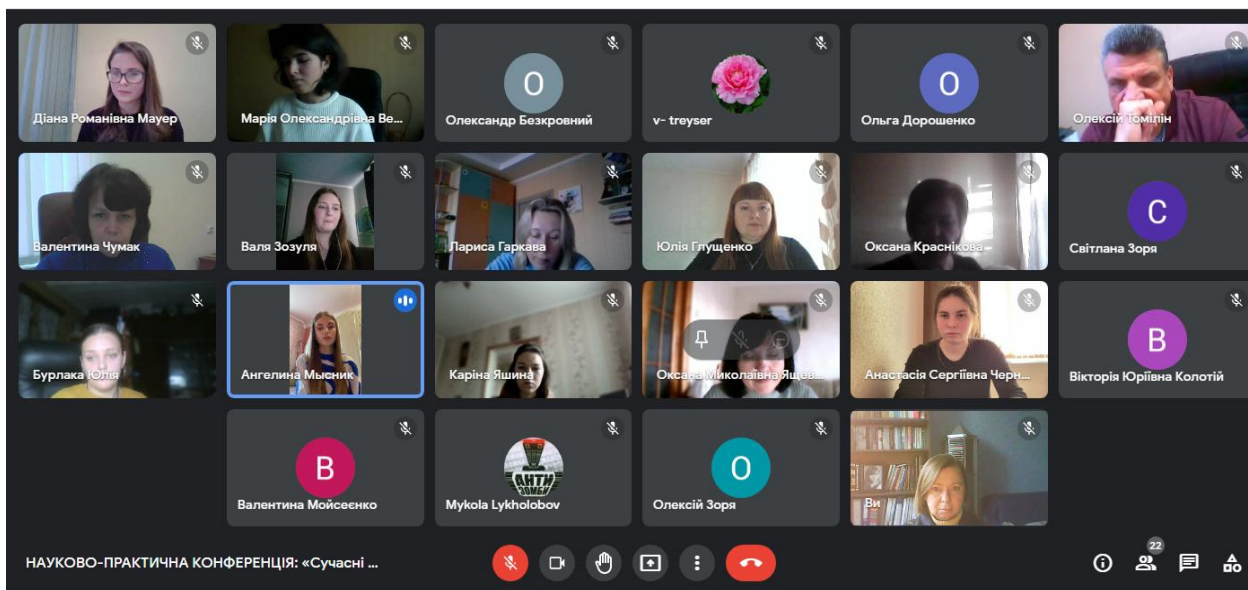 Діана Романівна Мауер
Марія Олександрівна Ве...
О
Олександр Безкровний
v- treyser
О
Ольга Дорошенко
Олексій Томілін
Валентина Чумак
Валя Зозуля
Лариса Гаркава
Юлія Глущенко
Оксана Краснікова
С
Світлана Зоря
Бурлака Юлія
Ангелина Мысник
Каріна Яшина
Оксана Миколаївна Ящев...
Анастасія Сергіївна Черн...
В
Вікторія Юріївна Колотій
В
Валентина Мойсеєнко
АНТИ
ЗОМБІ
Mykola Lykholobov
О
Олексій Зоря
Ви
НАУКОВО-ПРАКТИЧНА КОНФЕРЕНЦІЯ: «Сучасні ...
22